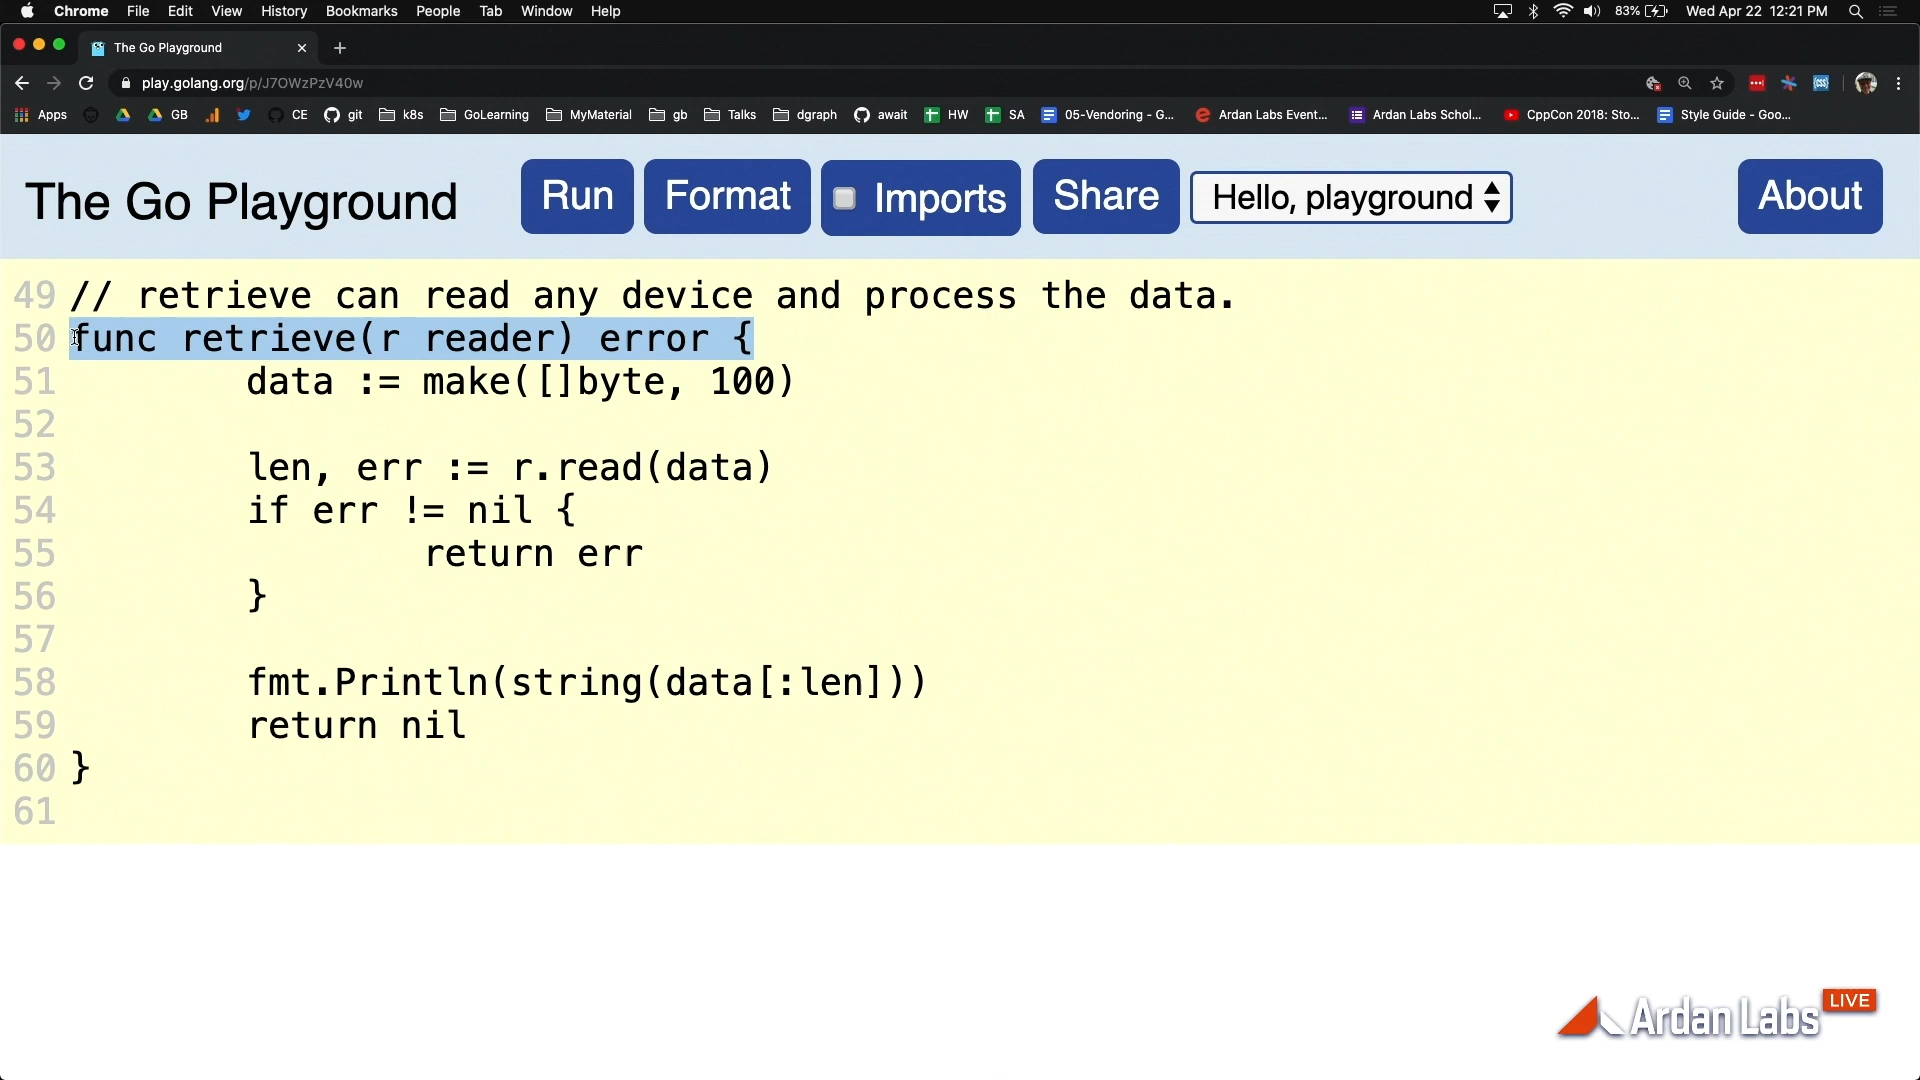 Chrome File Edit View History Bookmarks People Tab Window Help 83% Wed Apr 22 12:21 PM
The Go Playground
play.golang.org/p/J7OWzPzV40w
Apps GB CE git k8s GoLearning MyMaterial gb Talks dgraph await HW SA 05-Vendoring - G... Ardan Labs Event... Ardan Labs Schol... CppCon 2018: Sto... Style Guide - Goo...
The Go Playground Run Format Imports Share Hello, playground About
49 // retrieve can read any device and process the data.
50 func retrieve(r reader) error {
51 data := make([]byte, 100)
52
53 len, err := r.read(data)
54 if err != nil {
55 return err
56 }
57
58 fmt.Println(string(data[:len]))
59 return nil
60 }
61
Ardan Labs LIVE